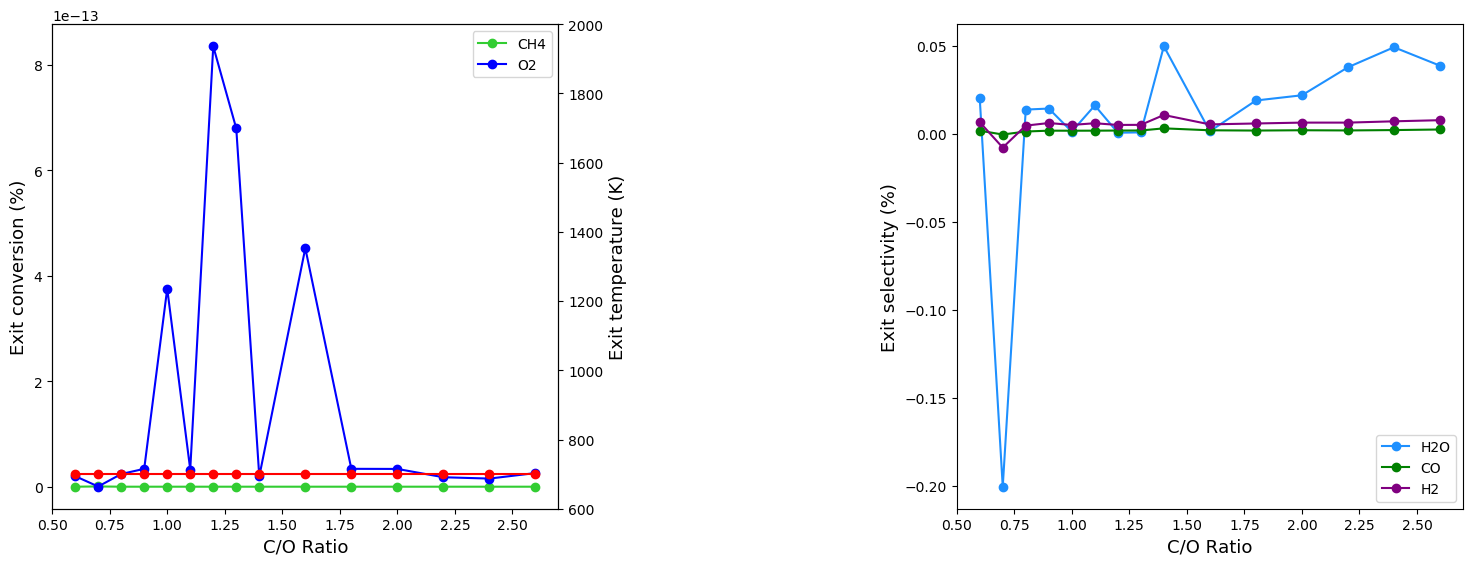 1e−13
8
6
4
2
0
Exit conversion (%)
0.50 0.75 1.00 1.25 1.50 1.75 2.00 2.25 2.50
C/O Ratio
CH4
O2
2000
1800
1600
1400
1200
1000
800
600
Exit temperature (K)
0.05
0.00
−0.05
−0.10
−0.15
−0.20
Exit selectivity (%)
0.50 0.75 1.00 1.25 1.50 1.75 2.00 2.25 2.50
C/O Ratio
H2O
CO
H2